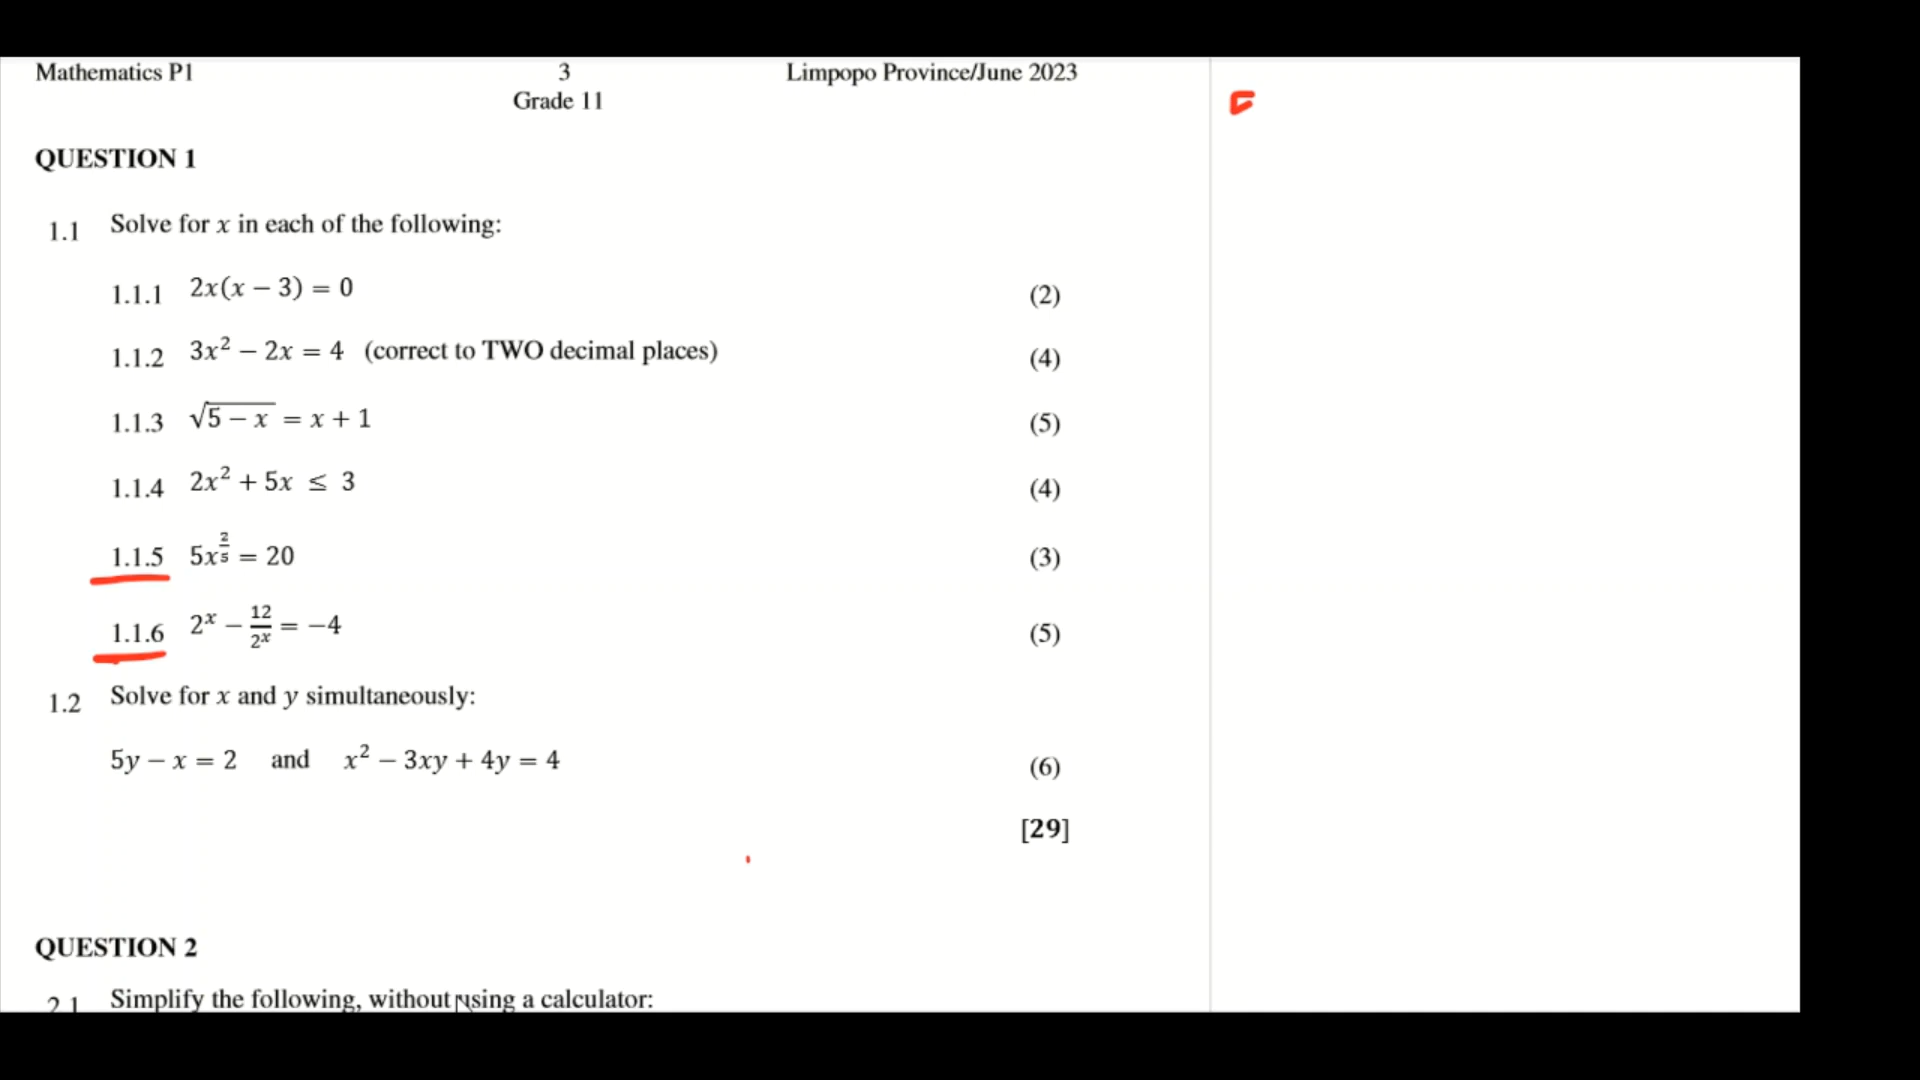 Mathematics P1 3 Limpopo Province/June 2023
Grade 11
QUESTION 1
1.1 Solve for x in each of the following:
1.1.1 2x(x − 3) = 0 (2)
1.1.2 3x² − 2x = 4 (correct to TWO decimal places) (4)
1.1.3 √(5 − x) = x + 1 (5)
1.1.4 2x² + 5x ≤ 3 (4)
1.1.5 5x^(2/5) = 20 (3)
1.1.6 2^x − 12/2^x = −4 (5)
1.2 Solve for x and y simultaneously:
5y − x = 2 and x² − 3xy + 4y = 4 (6)
[29]
QUESTION 2
2.1 Simplify the following, without using a calculator: